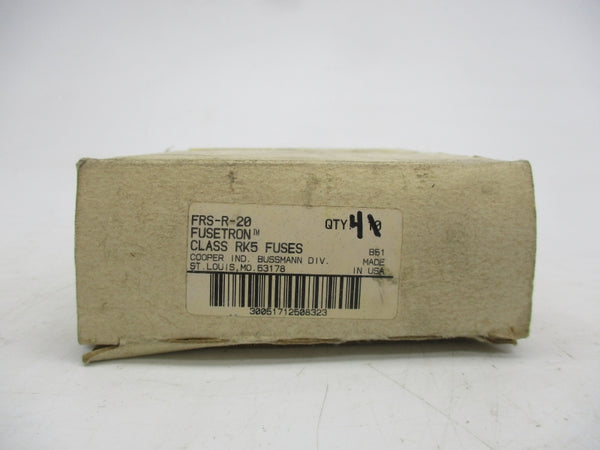 FRS-R-20
QTY. 4
FUSETRON™
CLASS RK5 FUSES
COOPER IND. BUSSMANN DIV.
ST. LOUIS, MO. 63178
B61
MADE
IN USA
30051712508323